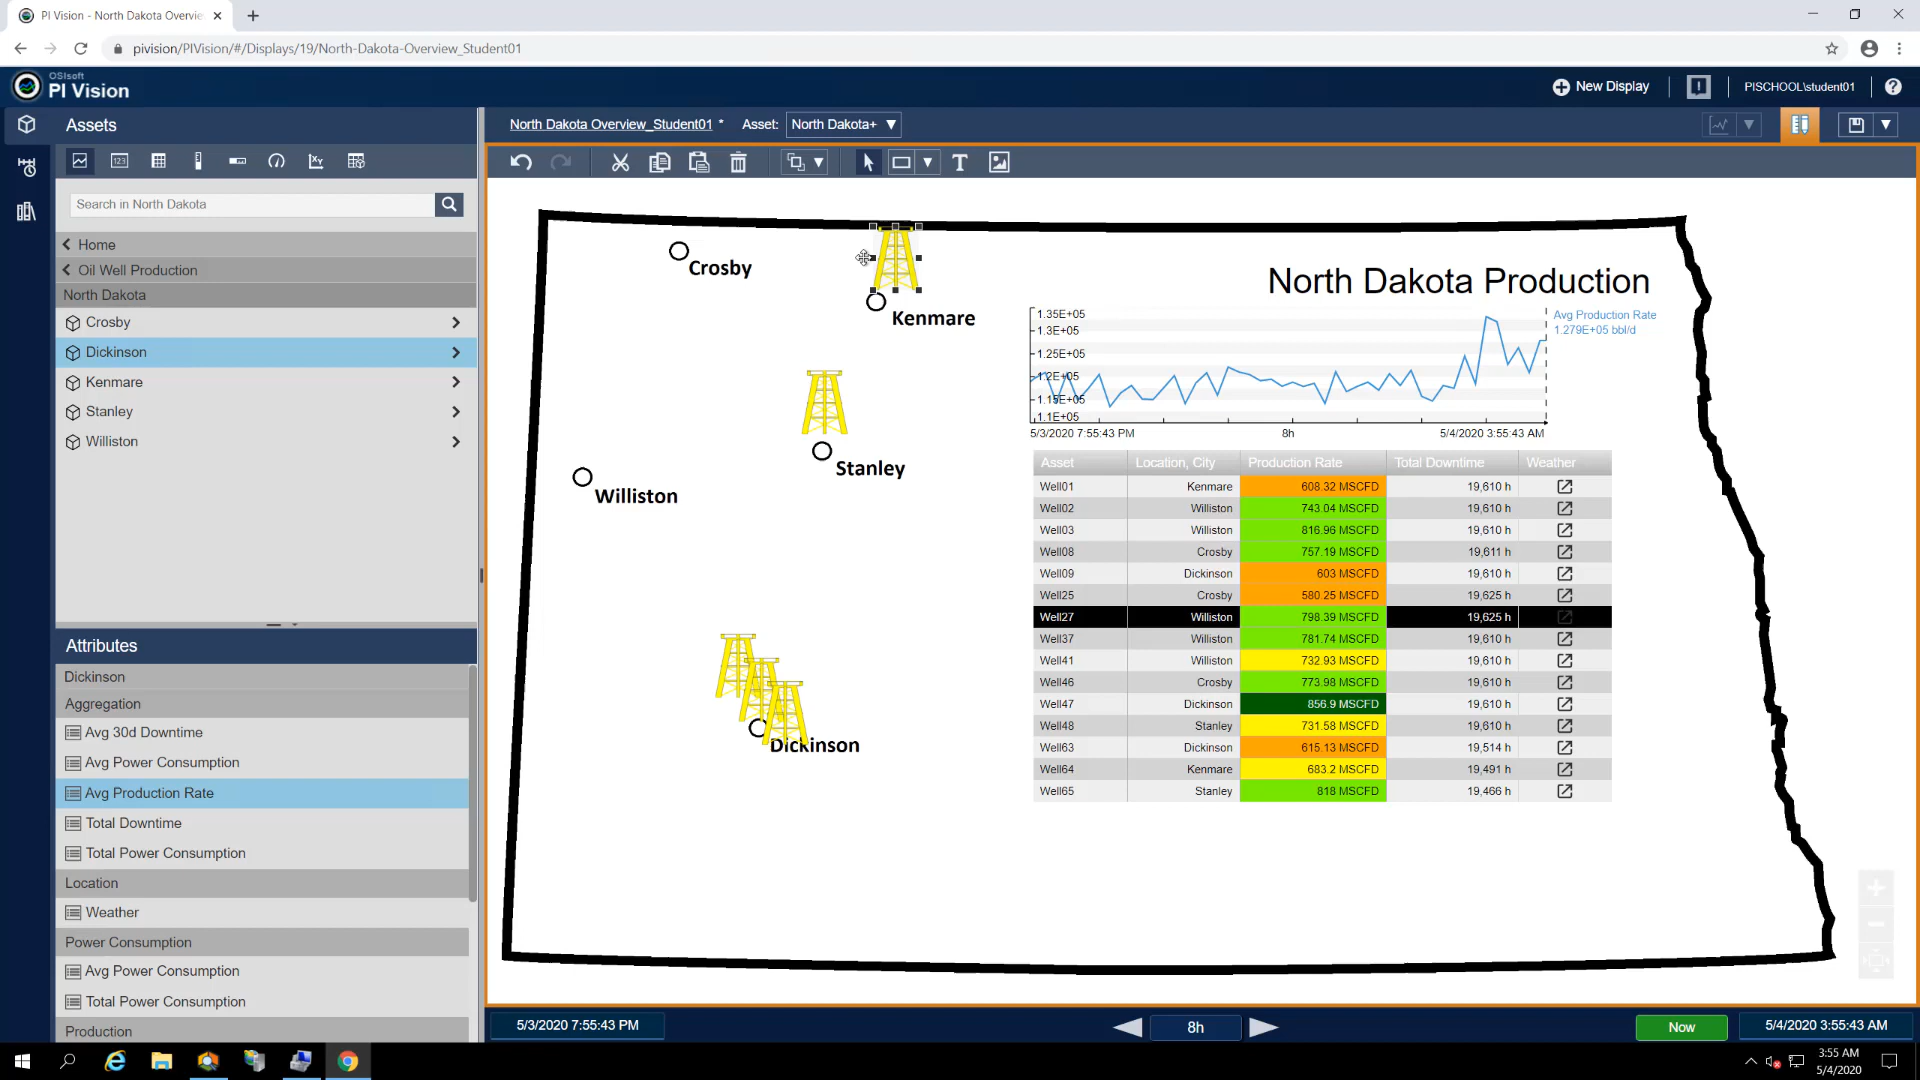 PI Vision - North Dakota Overvie
pivision/PIVision/#/Displays/19/North-Dakota-Overview_Student01
OSIsoft
PI Vision
New Display
PISCHOOL\student01
Assets
North Dakota Overview_Student01 *
Asset:
North Dakota+
Search in North Dakota
Home
Oil Well Production
North Dakota
Crosby
Dickinson
Kenmare
Stanley
Williston
Attributes
Dickinson
Aggregation
Avg 30d Downtime
Avg Power Consumption
Avg Production Rate
Total Downtime
Total Power Consumption
Location
Weather
Power Consumption
Avg Power Consumption
Total Power Consumption
Production
Crosby
Kenmare
Stanley
Williston
Dickinson
North Dakota Production
1.35E+05
1.3E+05
1.25E+05
1.2E+05
1.15E+05
1.1E+05
Avg Production Rate
1.279E+05 bbl/d
5/3/2020 7:55:43 PM 8h 5/4/2020 3:55:43 AM
Asset Location, City Production Rate Total Downtime Weather
Well01 Kenmare 608.32 MSCFD 19,610 h
Well02 Williston 743.04 MSCFD 19,610 h
Well03 Williston 816.96 MSCFD 19,610 h
Well08 Crosby 757.19 MSCFD 19,611 h
Well09 Dickinson 603 MSCFD 19,610 h
Well25 Crosby 580.25 MSCFD 19,625 h
Well27 Williston 798.39 MSCFD 19,625 h
Well37 Williston 781.74 MSCFD 19,610 h
Well41 Williston 732.93 MSCFD 19,610 h
Well46 Crosby 773.98 MSCFD 19,610 h
Well47 Dickinson 856.9 MSCFD 19,610 h
Well48 Stanley 731.58 MSCFD 19,610 h
Well63 Dickinson 615.13 MSCFD 19,514 h
Well64 Kenmare 683.2 MSCFD 19,491 h
Well65 Stanley 818 MSCFD 19,466 h
5/3/2020 7:55:43 PM
8h
Now
5/4/2020 3:55:43 AM
3:55 AM
5/4/2020